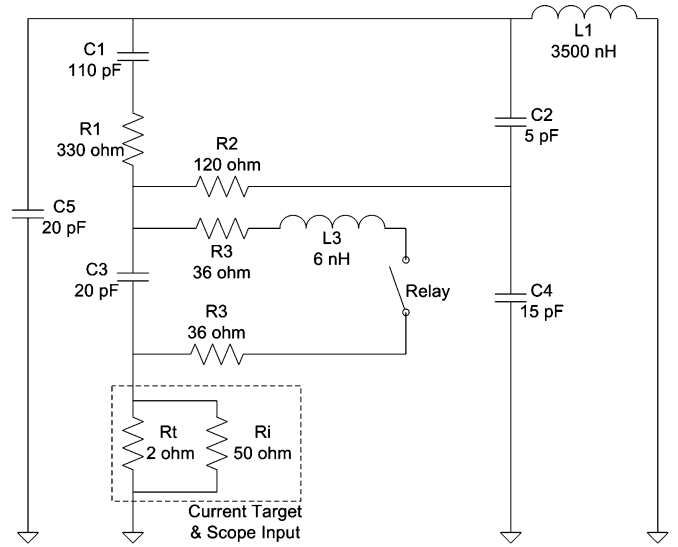 L1
3500 nH
C1
110 pF
C2
5 pF
R1
330 ohm
R2
120 ohm
C5
20 pF
R3
36 ohm
L3
6 nH
C3
20 pF
Relay
C4
15 pF
R3
36 ohm
Rt
2 ohm
Ri
50 ohm
Current Target
& Scope Input